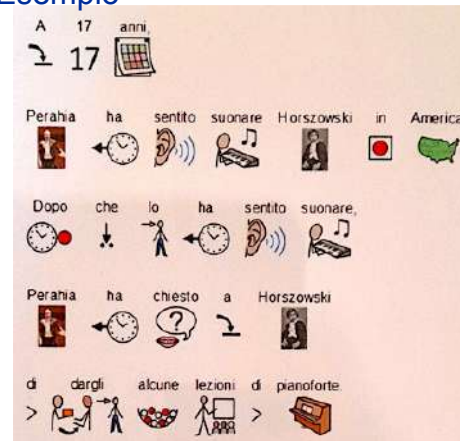 Esempio
A 17 anni,
17
Perahia ha sentito suonare Horszowski in America
Dopo che lo ha sentito suonare,
Perahia ha chiesto a Horszowski
di dargli alcune lezioni di pianoforte.